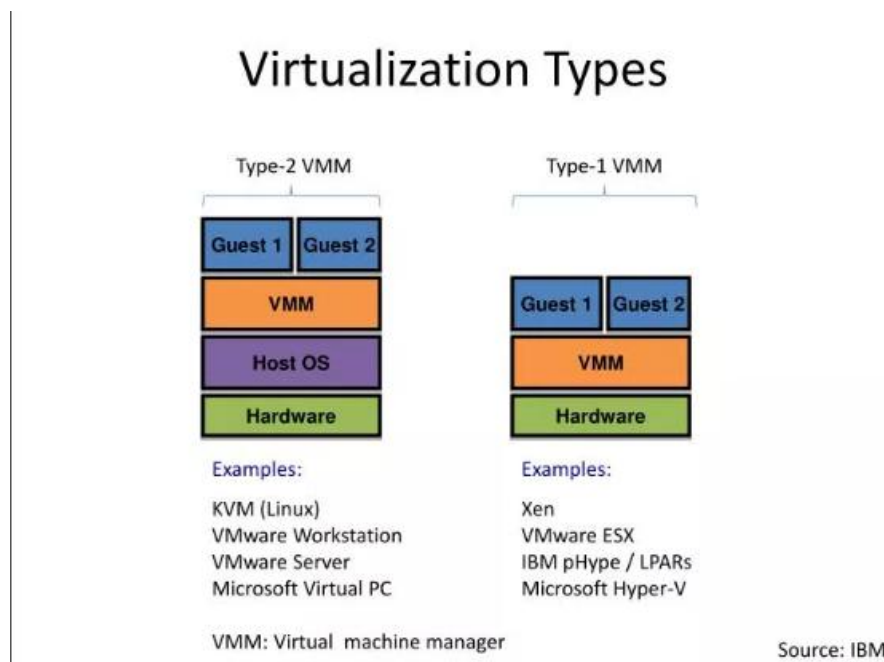 Virtualization Types
Type-2 VMM
Guest 1
Guest 2
VMM
Host OS
Hardware
Examples:
KVM (Linux)
VMware Workstation
VMware Server
Microsoft Virtual PC
Type-1 VMM
Guest 1
Guest 2
VMM
Hardware
Examples:
Xen
VMware ESX
IBM pHype / LPARs
Microsoft Hyper-V
VMM: Virtual machine manager
Source: IBM